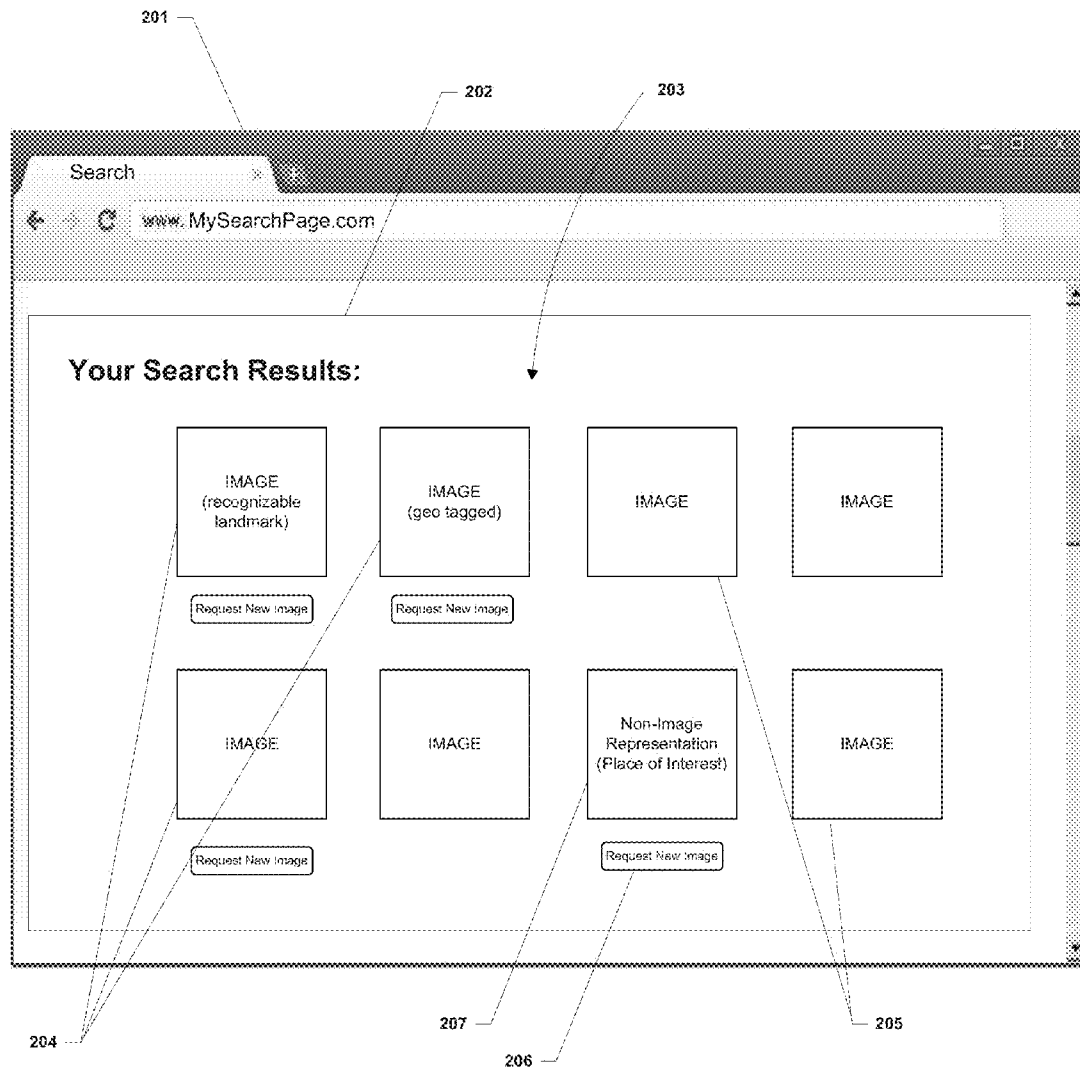 201
202
203
Search
www.MySearchPage.com
Your Search Results:
IMAGE
(recognizable
landmark)
IMAGE
(geo tagged)
IMAGE
IMAGE
Request New Image
Request New Image
IMAGE
IMAGE
Non-Image
Representation
(Place of Interest)
IMAGE
Request New Image
Request New Image
204
207
206
205